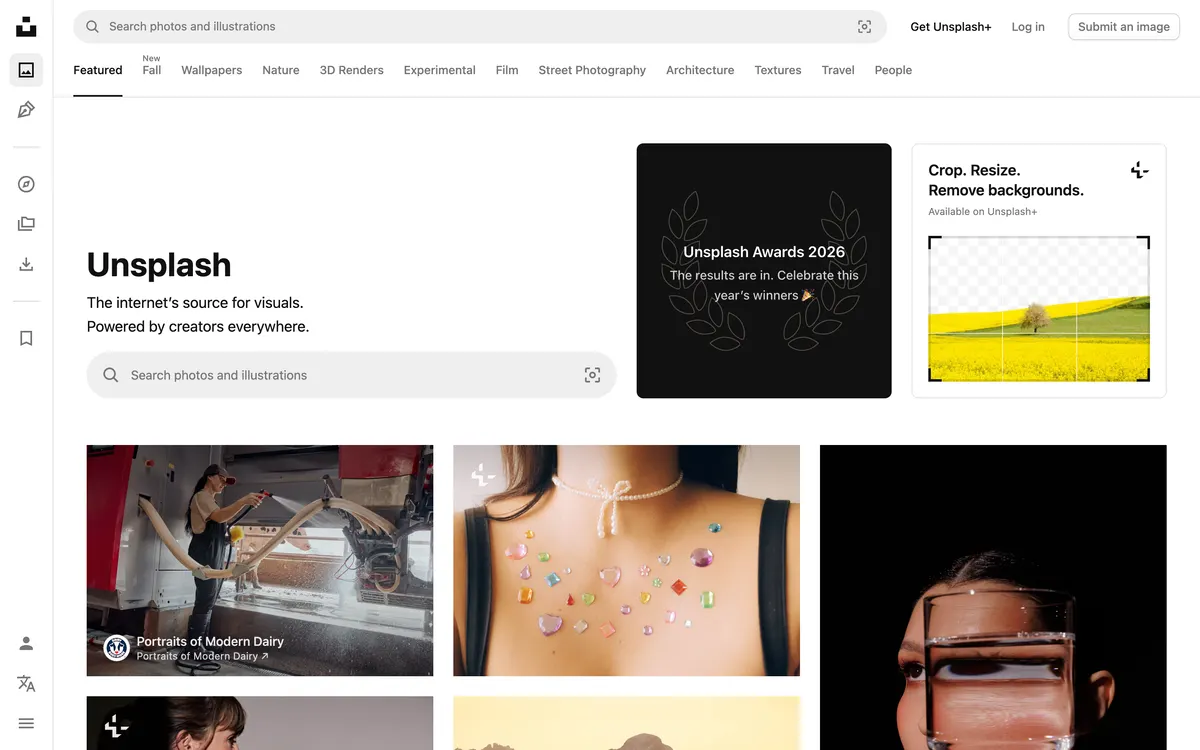 Search photos and illustrations
Get Unsplash+
Log in
Submit an image
Featured
New
Fall
Wallpapers
Nature
3D Renders
Experimental
Film
Street Photography
Architecture
Textures
Travel
People
Unsplash
The internet’s source for visuals.
Powered by creators everywhere.
Search photos and illustrations
Unsplash Awards 2026
The results are in. Celebrate this
year’s winners 🎉
Crop. Resize.
Remove backgrounds.
Available on Unsplash+
Portraits of Modern Dairy
Portraits of Modern Dairy ↗